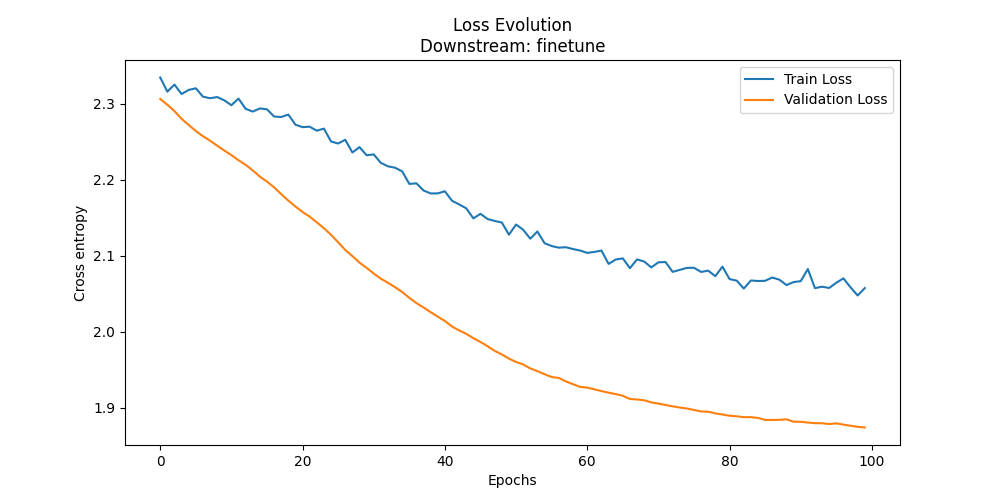 Loss Evolution
Downstream: finetune
Train Loss
Validation Loss
Cross entropy
2.3
2.2
2.1
2.0
1.9
0 20 40 60 80 100
Epochs